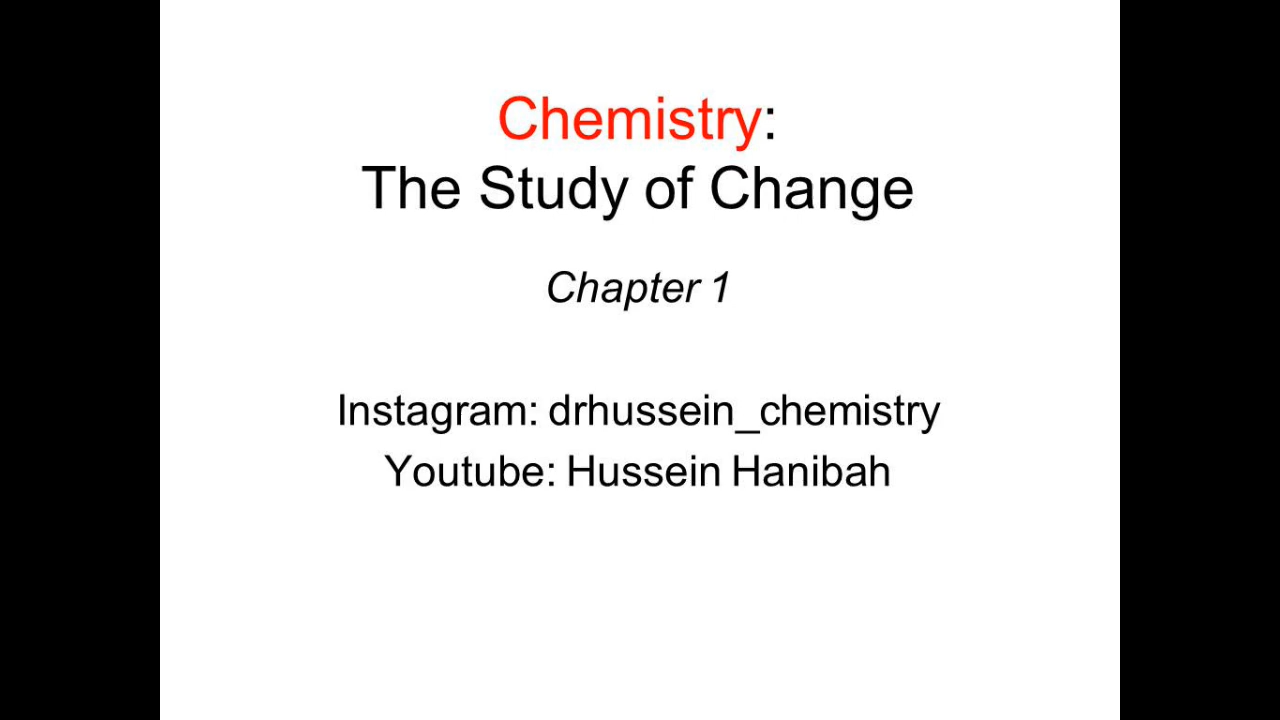 Chemistry:
The Study of Change
Chapter 1
Instagram: drhussein_chemistry
Youtube: Hussein Hanibah